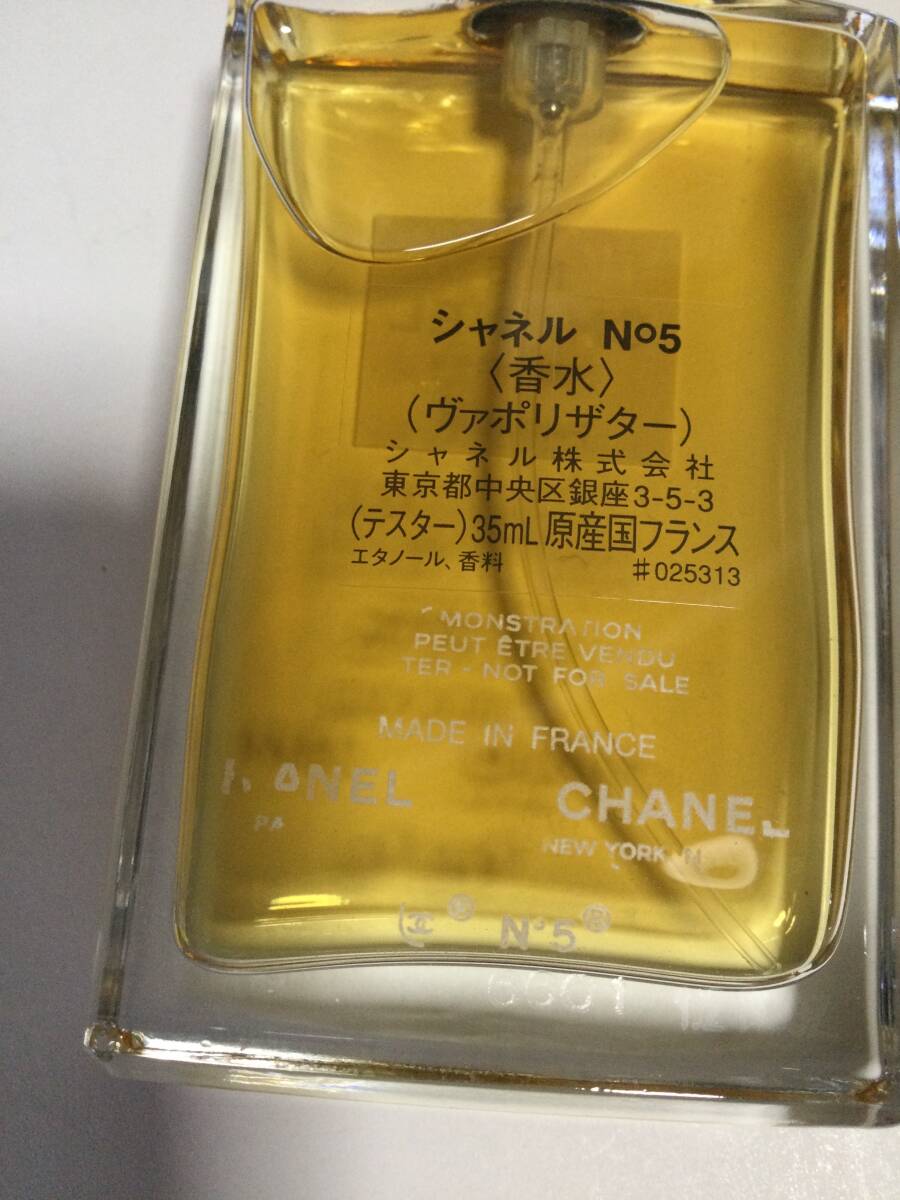 シャネル No5
〈香水〉
(ヴァポリザター)
シャネル株式会社
東京都中央区銀座3-5-3
(テスター)35mL 原産国フランス
エタノール、香料 #025313
MONSTRATION
PEUT ÊTRE VENDU
TER - NOT FOR SALE
MADE IN FRANCE
HANEL CHANEL
PA NEW YORK N
N°5 ®